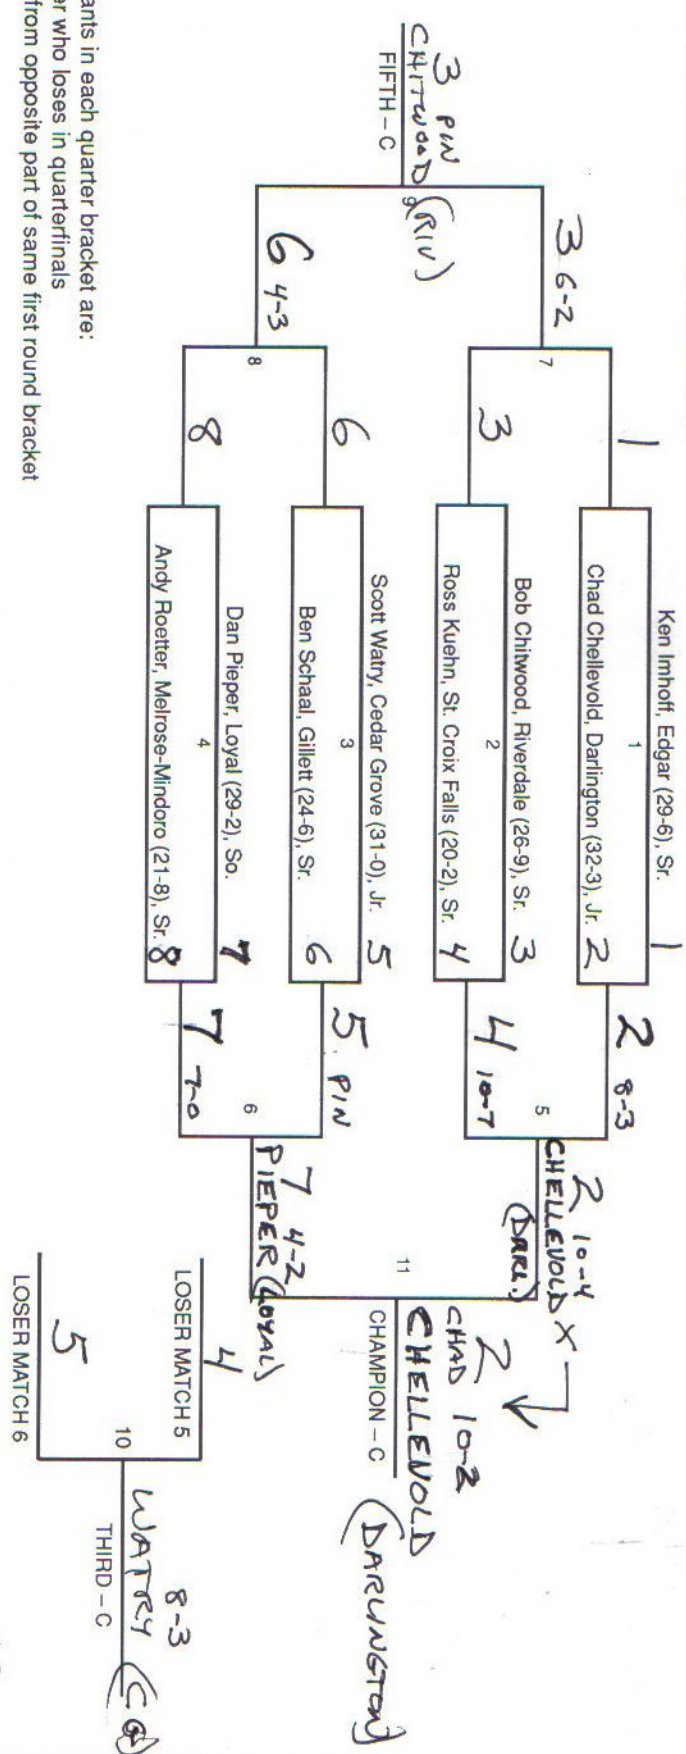 Ken Imhoff, Edgar (29-6), Sr. 1
1
1
Chad Chellevold, Darlington (32-3), Jr. 2
2 8-3
3 6-2
7
Bob Chitwood, Riverdale (26-9), Sr. 3
5
2 10-4
CHELLEVOLD X
(DARL.)
3
2
Ross Kuehn, St. Croix Falls (20-2), Sr. 4
4 10-7
3 PIN
CHITWOOD (RIV)
FIFTH – C
9
11
2
CHAD 10-2
CHELLEVOLD
CHAMPION – C
(DARLINGTON)
Scott Watry, Cedar Grove (31-0), Jr. 5
6
3
Ben Schaal, Gillett (24-6), Sr. 6
5 PIN
6 4-3
8
6
7 4-2
PIEPER (LOYAL)
Dan Pieper, Loyal (29-2), So. 7
8
4
Andy Roetter, Melrose-Mindoro (21-8), Sr. 8
7 7-0
4
LOSER MATCH 5
10
8-3
WATRY (CG)
THIRD – C
5
LOSER MATCH 6
ants in each quarter bracket are:
er who loses in quarterfinals
from opposite part of same first round bracket